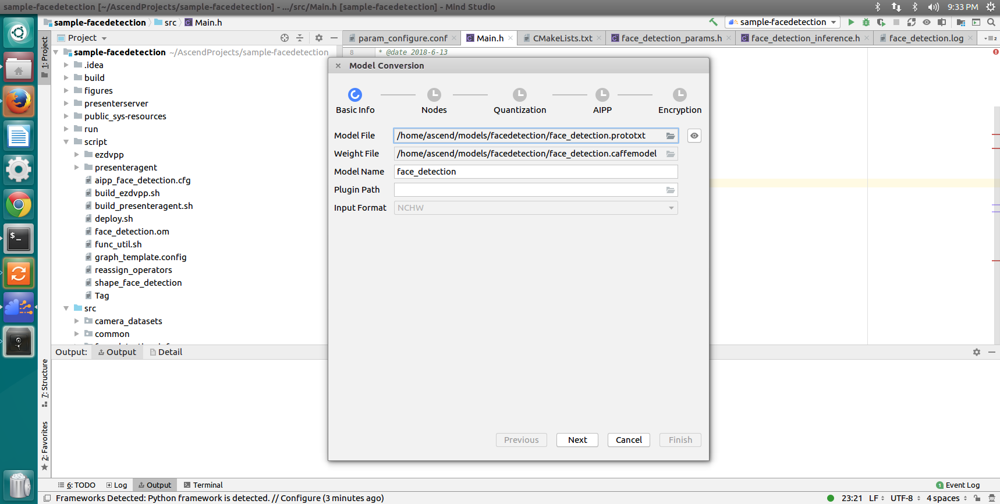 sample-facedetection [~/AscendProjects/sample-facedetection] - .../src/Main.h [sample-facedetection] - Mind Studio
9:33 PM
sample-facedetection
src
Main.h
sample-facedetection
Project
param_configure.conf
Main.h
CMakeLists.txt
face_detection_params.h
face_detection_inference.h
face_detection.log
1: Project
sample-facedetection ~/AscendProjects/sample-facedetection
8
* @date 2018-6-13
.idea
build
figures
presenterserver
public_sys-resources
run
script
ezdvpp
presenteragent
aipp_face_detection.cfg
build_ezdvpp.sh
build_presenteragent.sh
deploy.sh
face_detection.om
func_util.sh
graph_template.config
reassign_operators
shape_face_detection
Tag
src
camera_datasets
common
Model Conversion
Basic Info
Nodes
Quantization
AIPP
Encryption
Model File
/home/ascend/models/facedetection/face_detection.prototxt
Weight File
/home/ascend/models/facedetection/face_detection.caffemodel
Model Name
face_detection
Plugin Path
Input Format
NCHW
Previous
Next
Cancel
Finish
Output:
Output
Detail
7: Structure
2: Favorites
6: TODO
Log
Output
Terminal
1 Event Log
Frameworks Detected: Python framework is detected. // Configure (3 minutes ago)
23:21
LF
UTF-8
4 spaces